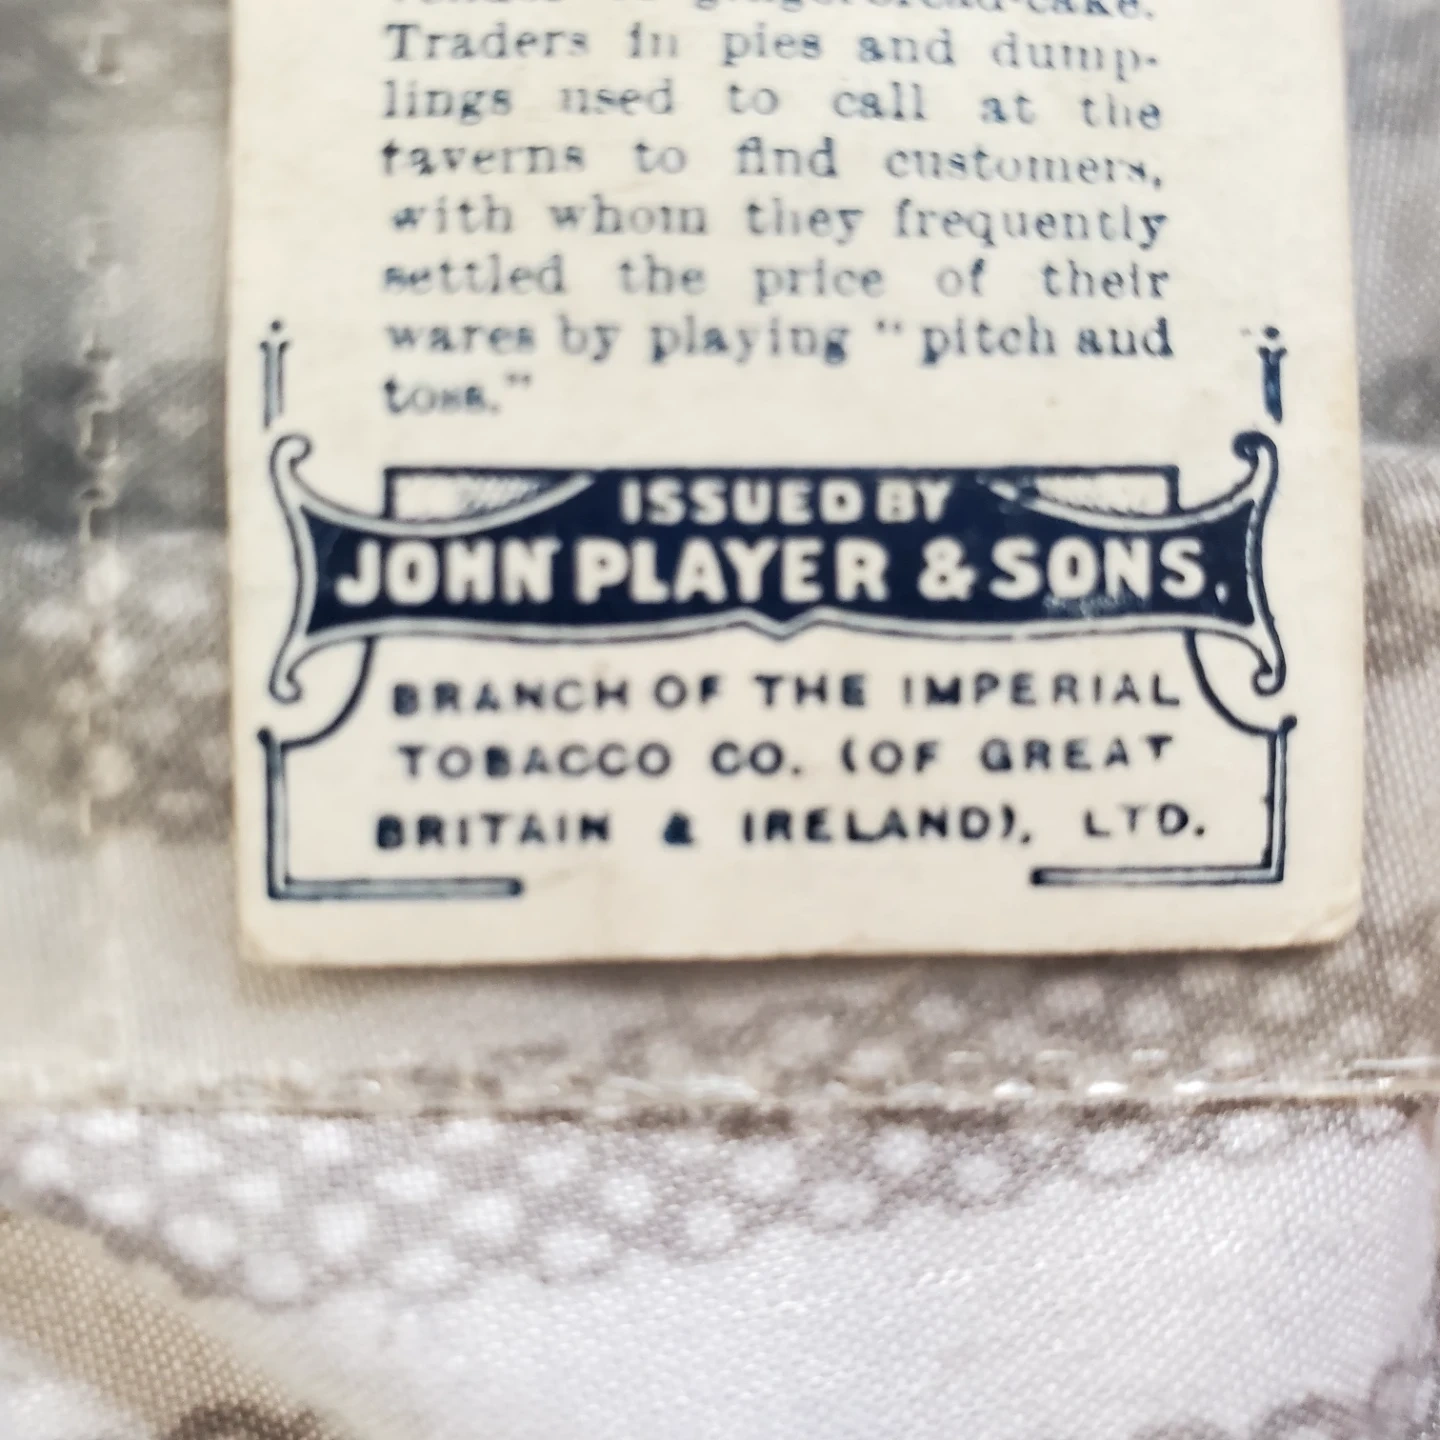 gingerbread-cake.
Traders in pies and dump-
lings used to call at the
taverns to find customers,
with whom they frequently
settled the price of their
wares by playing "pitch and
toss."
ISSUED BY
JOHN PLAYER & SONS,
BRANCH OF THE IMPERIAL
TOBACCO CO. (OF GREAT
BRITAIN & IRELAND), LTD.